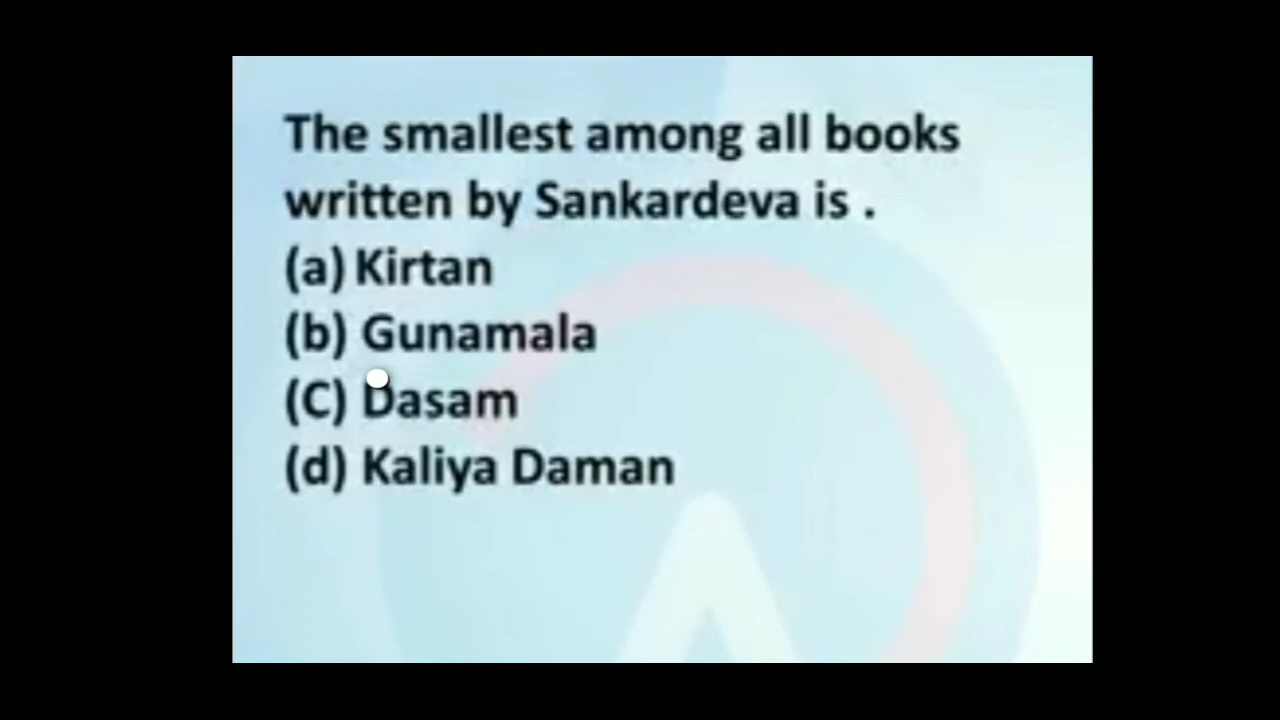 The smallest among all books
written by Sankardeva is .
(a) Kirtan
(b) Gunamala
(C) Dasam
(d) Kaliya Daman